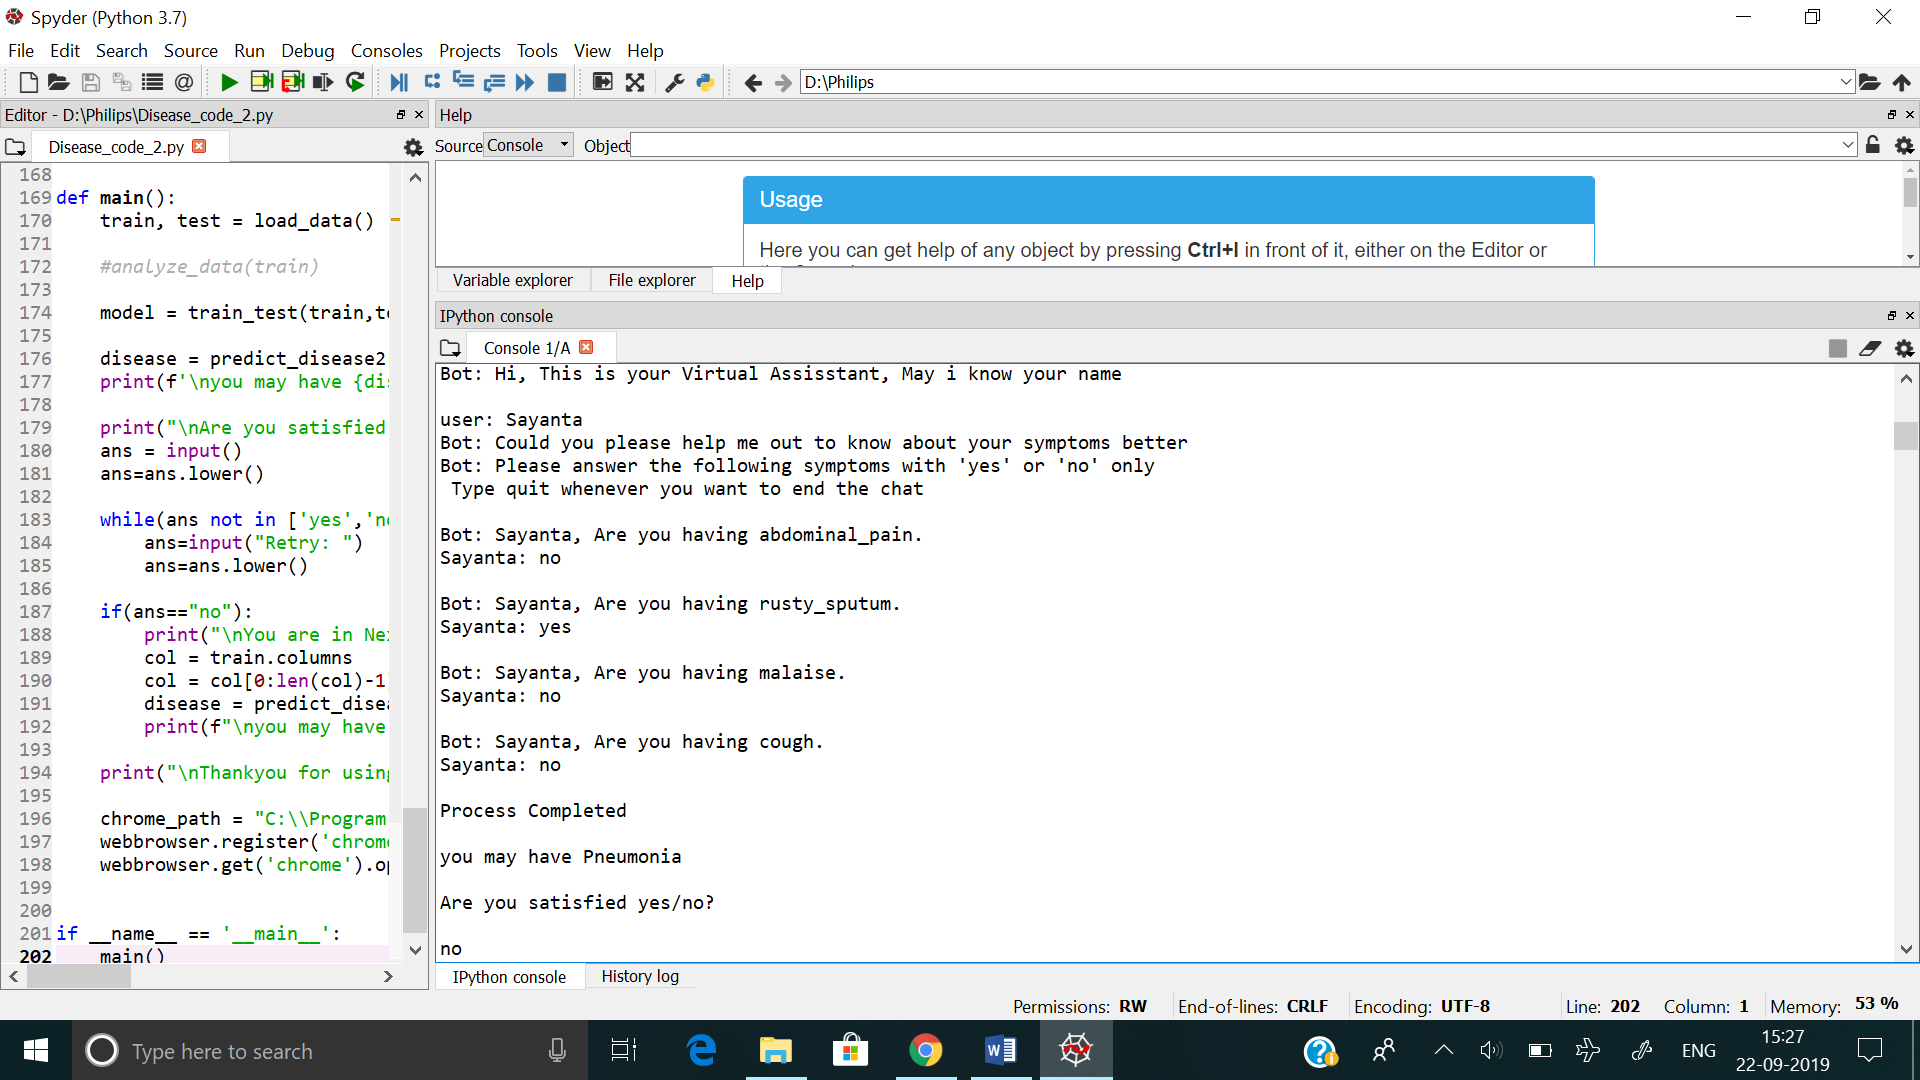 Spyder (Python 3.7)
File Edit Search Source Run Debug Consoles Projects Tools View Help
D:\Philips
Editor - D:\Philips\Disease_code_2.py
Disease_code_2.py
168
169 def main():
170 train, test = load_data()
171
172 #analyze_data(train)
173
174 model = train_test(train,te
175
176 disease = predict_disease2
177 print(f'\nyou may have {dis
178
179 print("\nAre you satisfied
180 ans = input()
181 ans=ans.lower()
182
183 while(ans not in ['yes','no
184 ans=input("Retry: ")
185 ans=ans.lower()
186
187 if(ans=="no"):
188 print("\nYou are in Nex
189 col = train.columns
190 col = col[0:len(col)-1]
191 disease = predict_disea
192 print(f"\nyou may have
193
194 print("\nThankyou for using
195
196 chrome_path = "C:\\Program
197 webbrowser.register('chrome
198 webbrowser.get('chrome').op
199
200
201 if __name__ == '__main__':
202 main()
Help
Source Console Object
Usage
Here you can get help of any object by pressing Ctrl+I in front of it, either on the Editor or
Variable explorer File explorer Help
IPython console
Console 1/A
Bot: Hi, This is your Virtual Assisstant, May i know your name
user: Sayanta
Bot: Could you please help me out to know about your symptoms better
Bot: Please answer the following symptoms with 'yes' or 'no' only
Type quit whenever you want to end the chat
Bot: Sayanta, Are you having abdominal_pain.
Sayanta: no
Bot: Sayanta, Are you having rusty_sputum.
Sayanta: yes
Bot: Sayanta, Are you having malaise.
Sayanta: no
Bot: Sayanta, Are you having cough.
Sayanta: no
Process Completed
you may have Pneumonia
Are you satisfied yes/no?
no
IPython console History log
Permissions: RW End-of-lines: CRLF Encoding: UTF-8 Line: 202 Column: 1 Memory: 53 %
Type here to search
ENG
15:27
22-09-2019